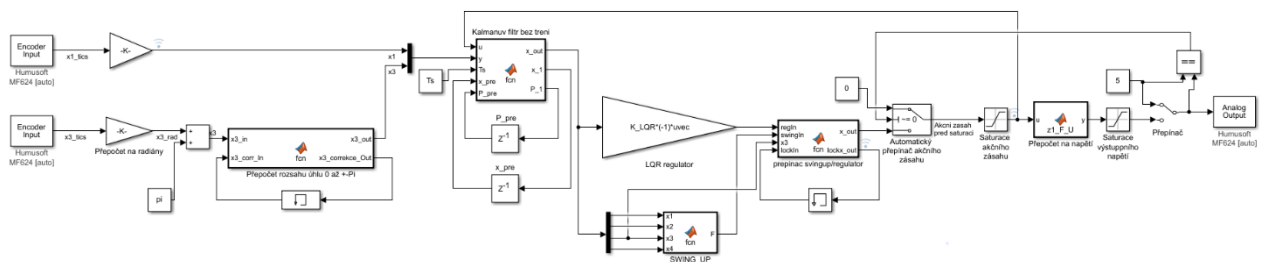 Encoder
Input
Humusoft
MF624 [auto]
x1_tics
-K-
x1
x3
Encoder
Input
Humusoft
MF624 [auto]
x3_tics
-K-
x3_rad
Přepočet na radiány
pi
+
+
x3
x3_in
x3_corr_In
fcn
x3_out
x3_correkce_Out
Přepočet rozsahu úhlu 0 až +-Pi
Ts
Kalmanuv filtr bez treni
u
y
Ts
x_pre
P_pre
fcn
x_out
x_1
P_1
P_pre
Z-1
x_pre
Z-1
K_LQR*(-1)*uvec
LQR regulator
x1
x2
x3
x4
fcn
F
SWING_UP
regIn
swingIn
x3
lockIn
fcn
x_out
lockx_out
prepinac svingup/regulator
0
~= 0
Automatický
přepínač akčního
zásahu
Akcni zasah
pred saturaci
Saturace
akčního
zásahu
u
z1_F_U
y
Přepočet na napětí
Saturace
výstuppního
napětí
5
==
Přepínač
Analog
Output
Humusoft
MF624 [auto]